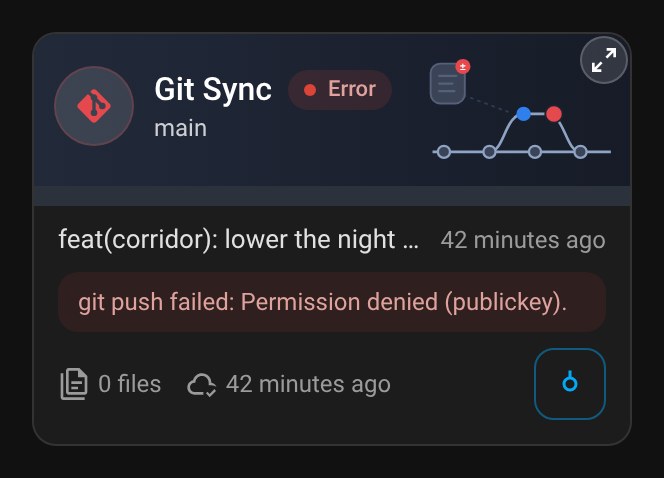 Git Sync
Error
main
feat(corridor): lower the night …
42 minutes ago
git push failed: Permission denied (publickey).
0 files
42 minutes ago